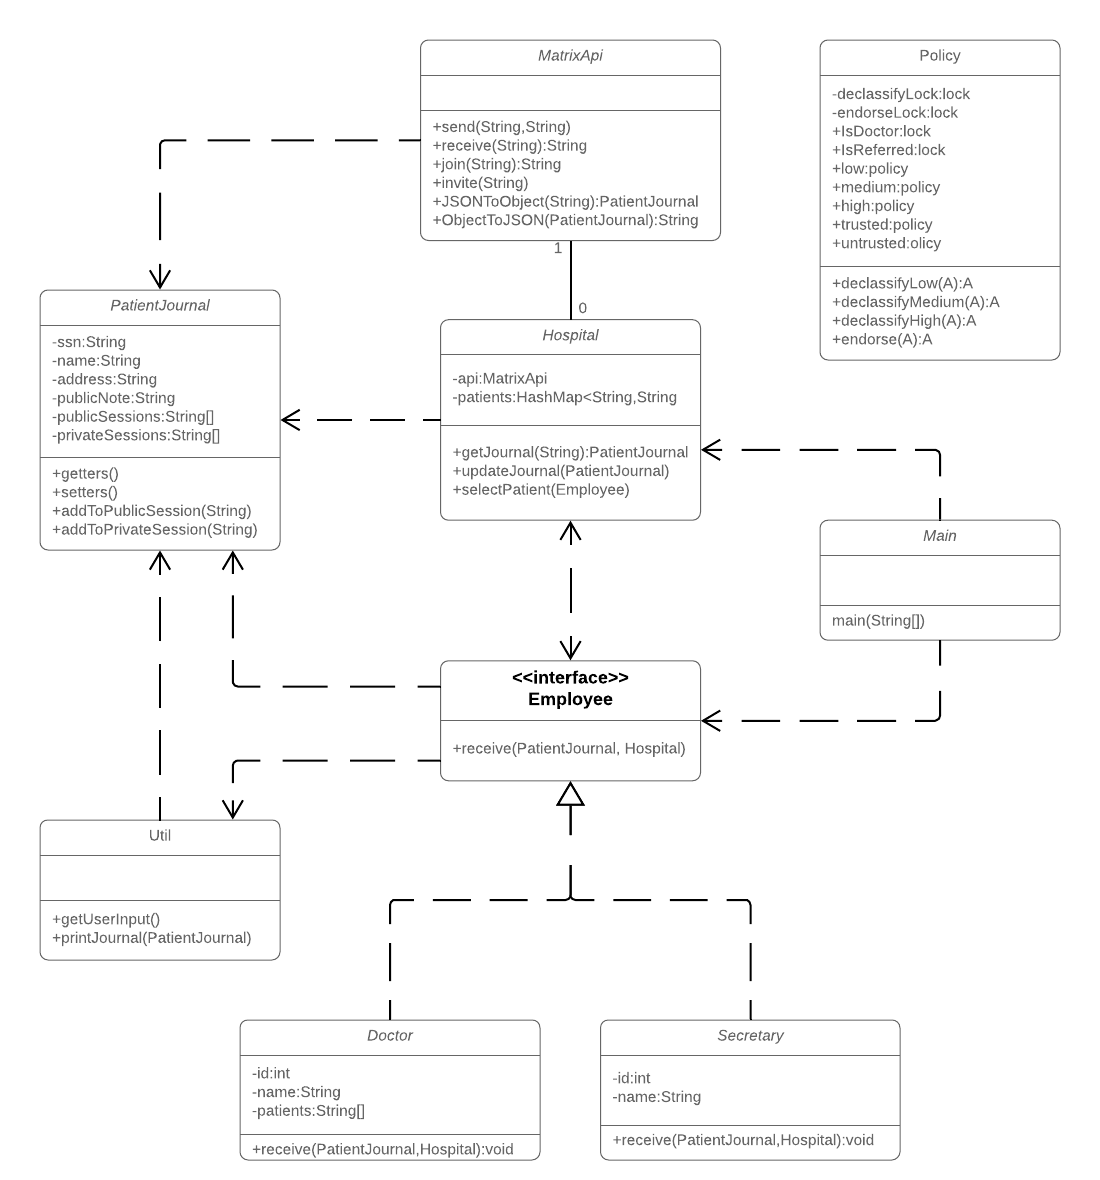 MatrixApi
+send(String,String)
+receive(String):String
+join(String):String
+invite(String)
+JSONToObject(String):PatientJournal
+ObjectToJSON(PatientJournal):String
Policy
-declassifyLock:lock
-endorseLock:lock
+IsDoctor:lock
+IsReferred:lock
+low:policy
+medium:policy
+high:policy
+trusted:policy
+untrusted:olicy
+declassifyLow(A):A
+declassifyMedium(A):A
+declassifyHigh(A):A
+endorse(A):A
1
0
PatientJournal
-ssn:String
-name:String
-address:String
-publicNote:String
-publicSessions:String[]
-privateSessions:String[]
+getters()
+setters()
+addToPublicSession(String)
+addToPrivateSession(String)
Hospital
-api:MatrixApi
-patients:HashMap<String,String
+getJournal(String):PatientJournal
+updateJournal(PatientJournal)
+selectPatient(Employee)
Main
main(String[])
<<interface>>
Employee
+receive(PatientJournal, Hospital)
Util
+getUserInput()
+printJournal(PatientJournal)
Doctor
-id:int
-name:String
-patients:String[]
+receive(PatientJournal,Hospital):void
Secretary
-id:int
-name:String
+receive(PatientJournal,Hospital):void